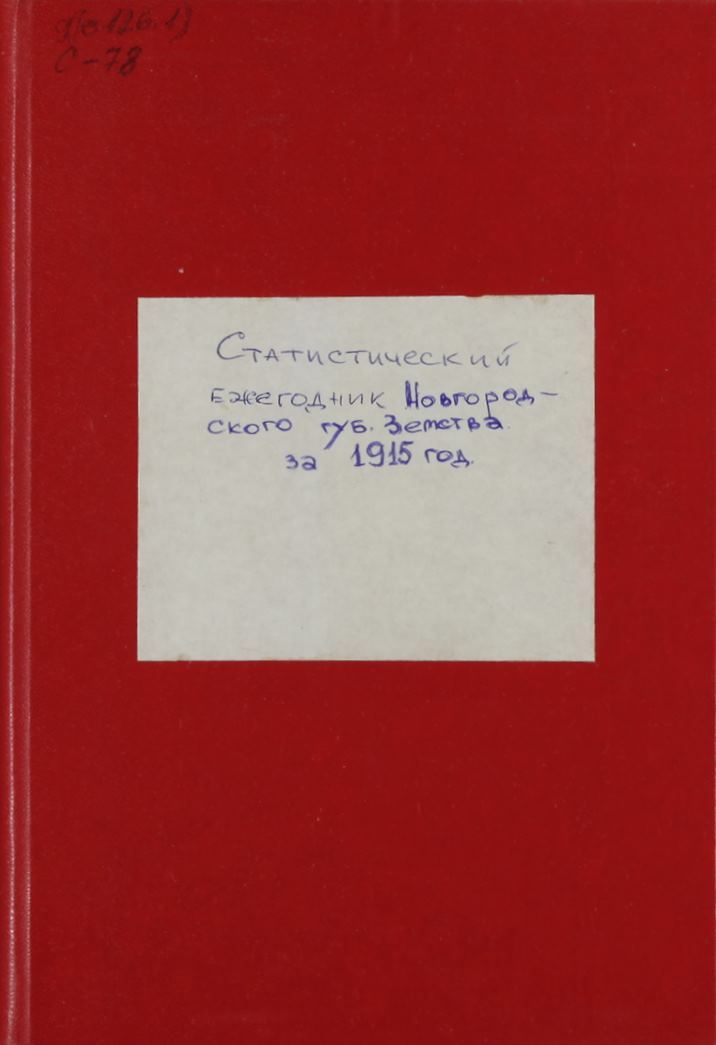 С-78
Статистический
ежегодник Новгород-
ского губ. Земства
за 1915 год.